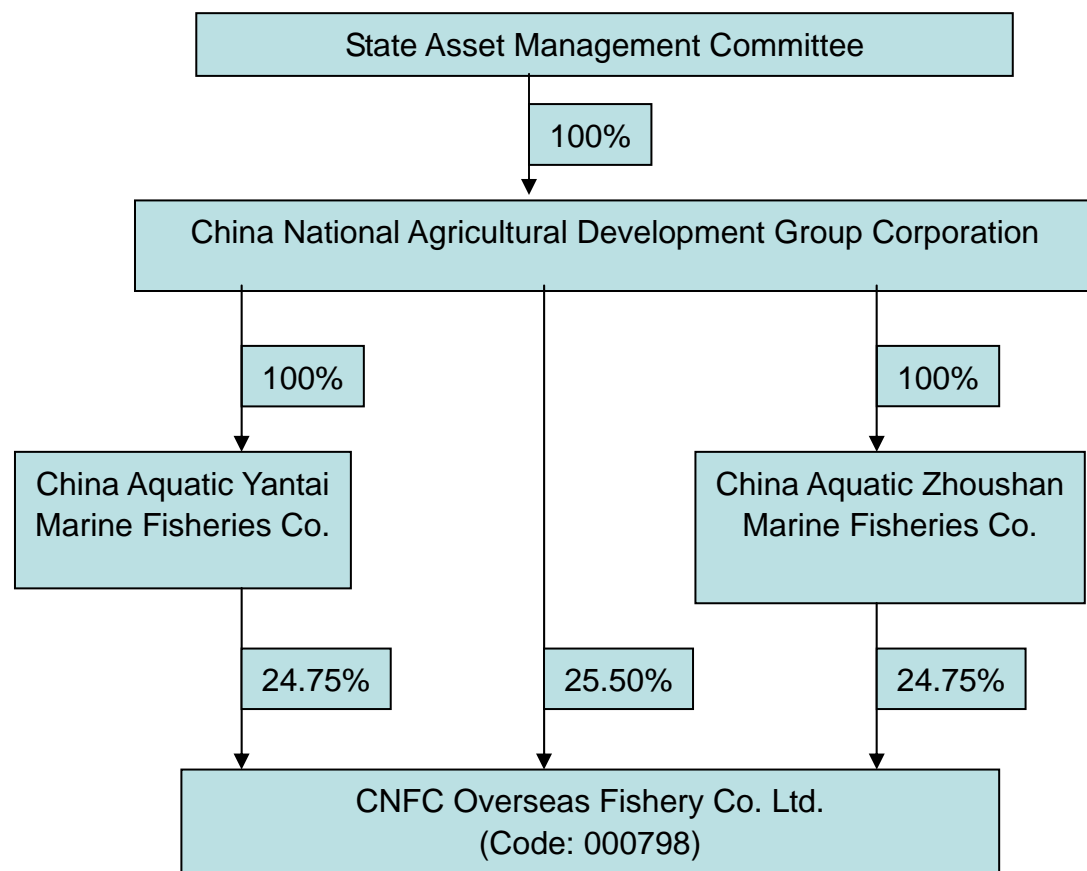 State Asset Management Committee
100%
China National Agricultural Development Group Corporation
100%
100%
China Aquatic Yantai
Marine Fisheries Co.
China Aquatic Zhoushan
Marine Fisheries Co.
24.75%
25.50%
24.75%
CNFC Overseas Fishery Co. Ltd.
(Code: 000798)